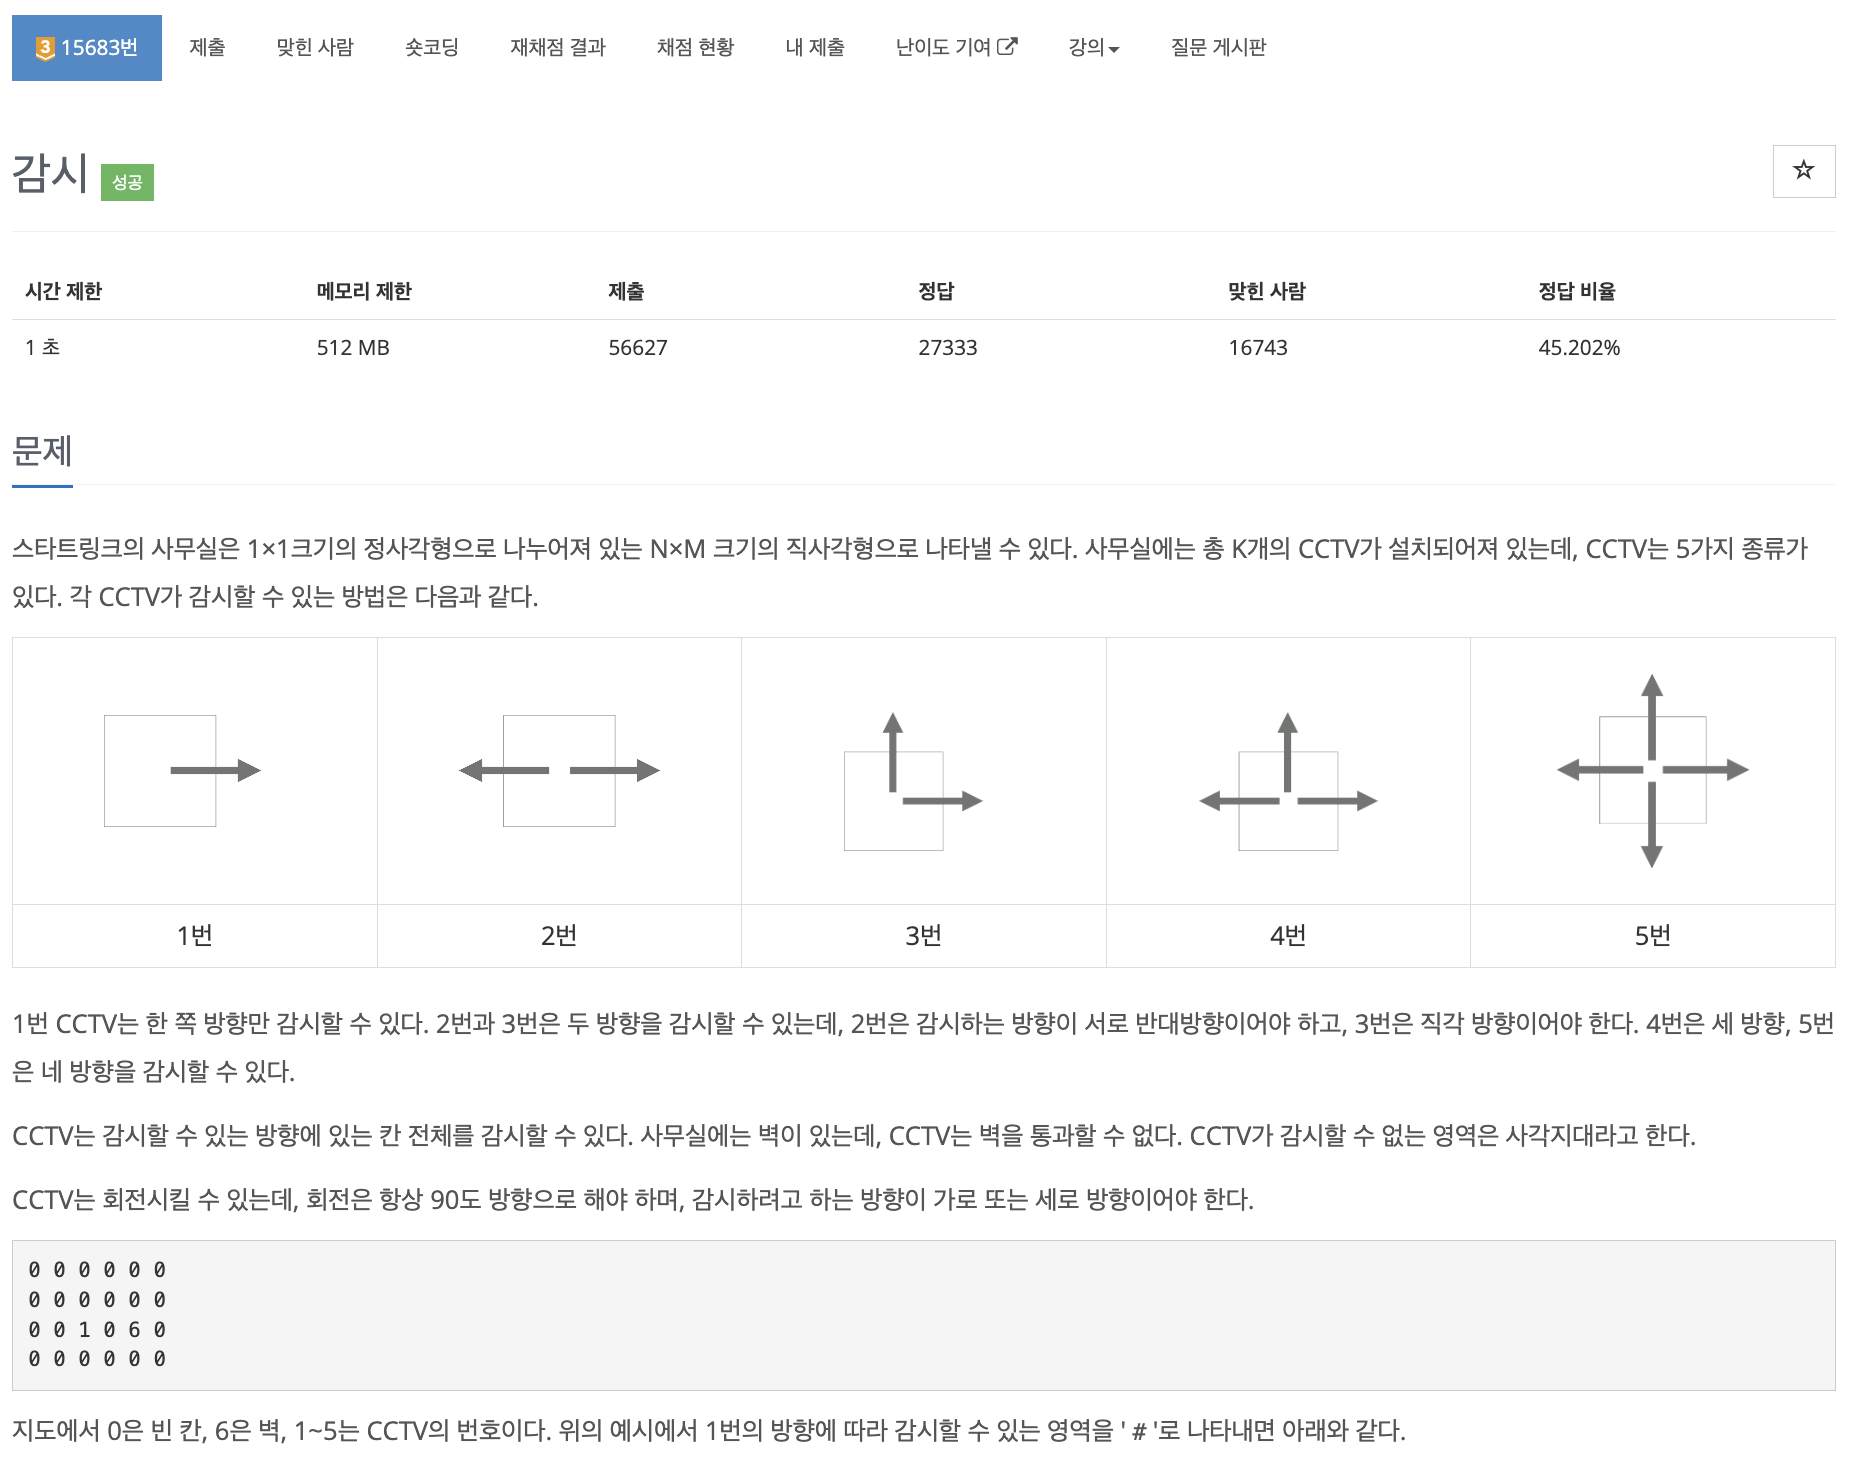 3 15683번 제출 맞힌 사람 숏코딩 재채점 결과 채점 현황 내 제출 난이도 기여 강의 질문 게시판
감시 성공
시간 제한 메모리 제한 제출 정답 맞힌 사람 정답 비율
1 초 512 MB 56627 27333 16743 45.202%
문제
스타트링크의 사무실은 1×1크기의 정사각형으로 나누어져 있는 N×M 크기의 직사각형으로 나타낼 수 있다. 사무실에는 총 K개의 CCTV가 설치되어져 있는데, CCTV는 5가지 종류가
있다. 각 CCTV가 감시할 수 있는 방법은 다음과 같다.
1번 2번 3번 4번 5번
1번 CCTV는 한 쪽 방향만 감시할 수 있다. 2번과 3번은 두 방향을 감시할 수 있는데, 2번은 감시하는 방향이 서로 반대방향이어야 하고, 3번은 직각 방향이어야 한다. 4번은 세 방향, 5번
은 네 방향을 감시할 수 있다.
CCTV는 감시할 수 있는 방향에 있는 칸 전체를 감시할 수 있다. 사무실에는 벽이 있는데, CCTV는 벽을 통과할 수 없다. CCTV가 감시할 수 없는 영역은 사각지대라고 한다.
CCTV는 회전시킬 수 있는데, 회전은 항상 90도 방향으로 해야 하며, 감시하려고 하는 방향이 가로 또는 세로 방향이어야 한다.
0 0 0 0 0 0
0 0 0 0 0 0
0 0 1 0 6 0
0 0 0 0 0 0
지도에서 0은 빈 칸, 6은 벽, 1~5는 CCTV의 번호이다. 위의 예시에서 1번의 방향에 따라 감시할 수 있는 영역을 ' # '로 나타내면 아래와 같다.